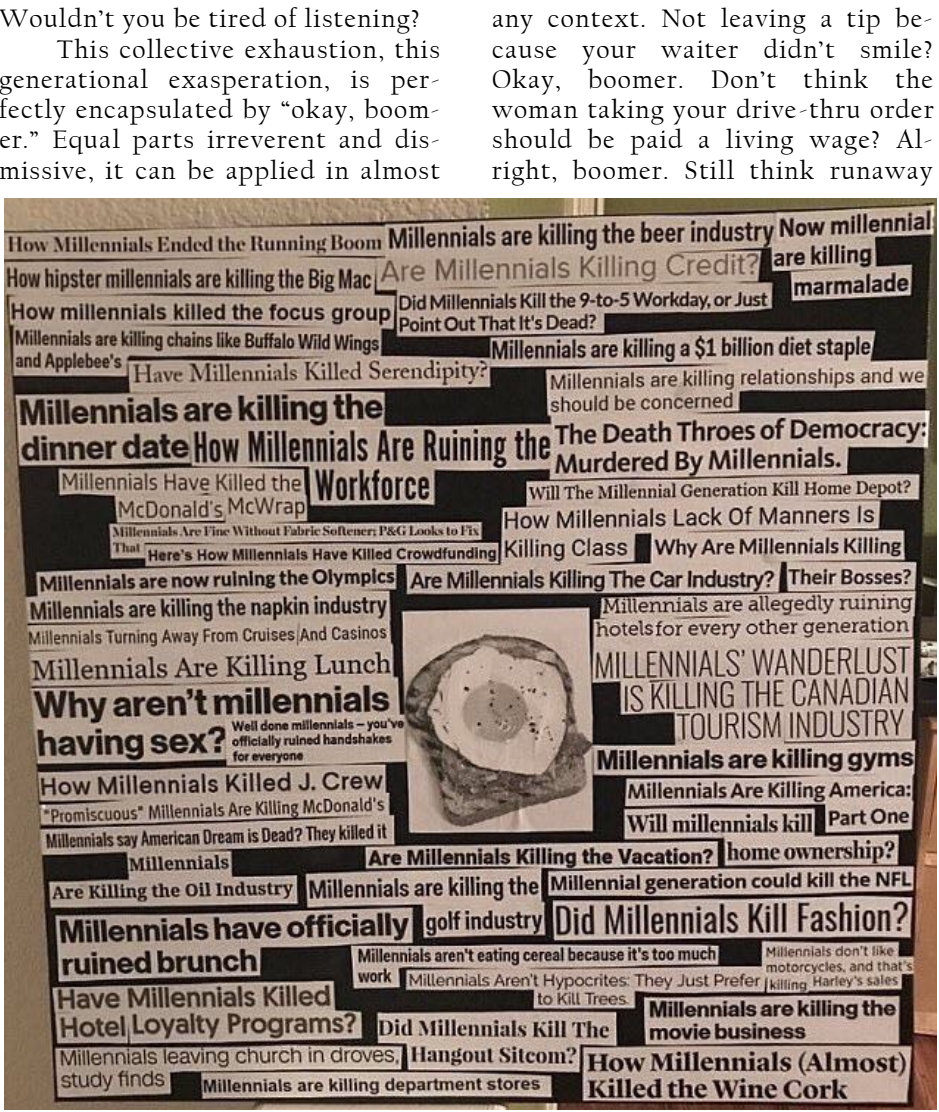 Wouldn't you be tired of listening?
This collective exhaustion, this
generational exasperation, is per-
fectly encapsulated by “okay, boom-
er.” Equal parts irreverent and dis-
missive, it can be applied in almost
any context. Not leaving a tip be-
cause your waiter didn't smile?
Okay, boomer. Don't think the
woman taking your drive-thru order
should be paid a living wage? Al-
right, boomer. Still think runaway
How Millennials Ended the Running Boom
Millennials are killing the beer industry
Now millennial
are killing
marmalade
How hipster millennials are killing the Big Mac
Are Millennials Killing Credit?
How millennials killed the focus group
Did Millennials Kill the 9-to-5 Workday, or Just
Point Out That It's Dead?
Millennials are killing chains like Buffalo Wild Wings
and Applebee's
Millennials are killing a $1 billion diet staple
Have Millennials Killed Serendipity?
Millennials are killing relationships and we
should be concerned
Millennials are killing the
dinner date
How Millennials Are Ruining the
Workforce
The Death Throes of Democracy:
Murdered By Millennials.
Millennials Have Killed the
McDonald's McWrap
Will The Millennial Generation Kill Home Depot?
Millennials Are Fine Without Fabric Softener; P&G Looks to Fix
That
How Millennials Lack Of Manners Is
Killing Class
Here's How Millennials Have Killed Crowdfunding
Why Are Millennials Killing
Their Bosses?
Millennials are now ruining the Olympics
Are Millennials Killing The Car Industry?
Millennials are killing the napkin industry
Millennials are allegedly ruining
hotels for every other generation
Millennials Turning Away From Cruises And Casinos
Millennials Are Killing Lunch
MILLENNIALS' WANDERLUST
IS KILLING THE CANADIAN
TOURISM INDUSTRY
Why aren't millennials
having sex?
Well done millennials – you've
officially ruined handshakes
for everyone
Millennials are killing gyms
How Millennials Killed J. Crew
Millennials Are Killing America:
Part One
"Promiscuous" Millennials Are Killing McDonald's
Will millennials kill
home ownership?
Millennials say American Dream is Dead? They killed it
Millennials
Are Killing the Oil Industry
Are Millennials Killing the Vacation?
Millennials are killing the
golf industry
Millennial generation could kill the NFL
Millennials have officially
ruined brunch
Did Millennials Kill Fashion?
Millennials aren't eating cereal because it's too much
work
Millennials don't like
motorcycles, and that's
killing Harley's sales
Millennials Aren't Hypocrites: They Just Prefer
to Kill Trees.
Have Millennials Killed
Hotel Loyalty Programs?
Millennials are killing the
movie business
Did Millennials Kill The
Hangout Sitcom?
Millennials leaving church in droves,
study finds
How Millennials (Almost)
Killed the Wine Cork
Millennials are killing department stores